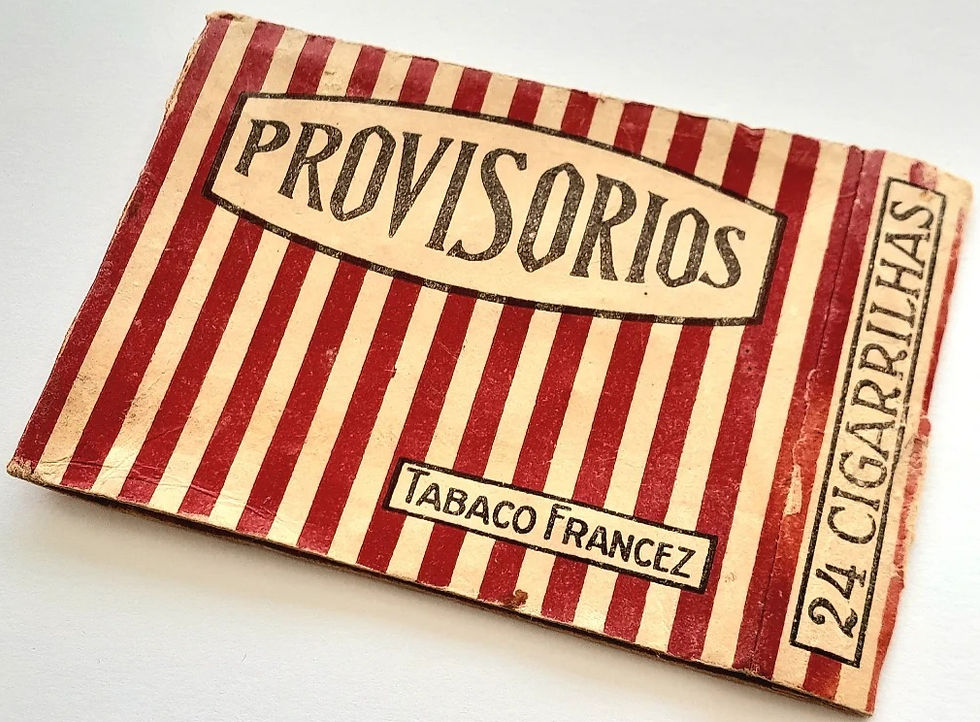 PROVISORIOS
TABACO FRANCEZ
24 CIGARRILHAS